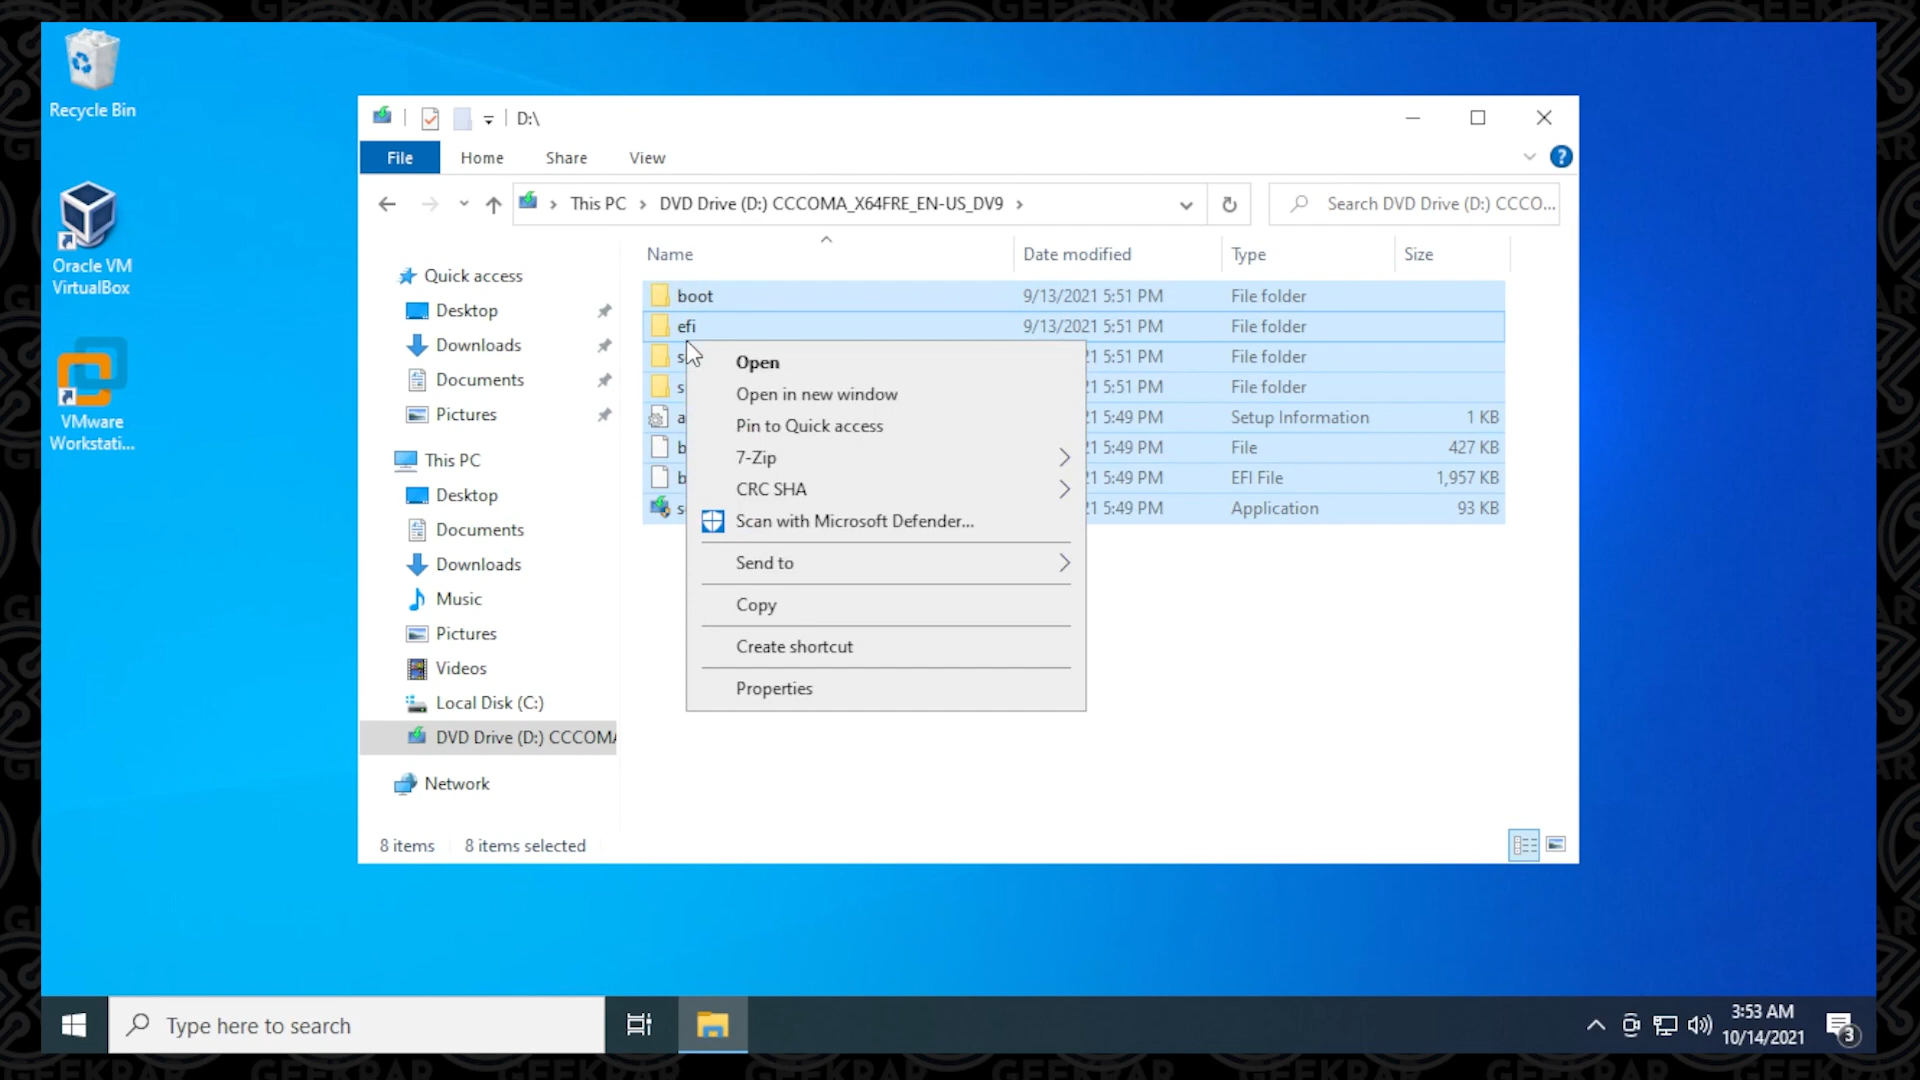 Recycle Bin
Oracle VM
VirtualBox
VMware
Workstati...
D:\
File
Home
Share
View
?
This PC
DVD Drive (D:) CCCOMA_X64FRE_EN-US_DV9
Search DVD Drive (D:) CCCO...
Name
Date modified
Type
Size
Quick access
Desktop
Downloads
Documents
Pictures
This PC
Desktop
Documents
Downloads
Music
Pictures
Videos
Local Disk (C:)
DVD Drive (D:) CCCOMA
Network
boot 9/13/2021 5:51 PM File folder
efi 9/13/2021 5:51 PM File folder
s 21 5:51 PM File folder
s 21 5:51 PM File folder
a 21 5:49 PM Setup Information 1 KB
b 21 5:49 PM File 427 KB
b 21 5:49 PM EFI File 1,957 KB
s 21 5:49 PM Application 93 KB
Open
Open in new window
Pin to Quick access
7-Zip
CRC SHA
Scan with Microsoft Defender...
Send to
Copy
Create shortcut
Properties
8 items
8 items selected
Type here to search
3:53 AM
10/14/2021
3